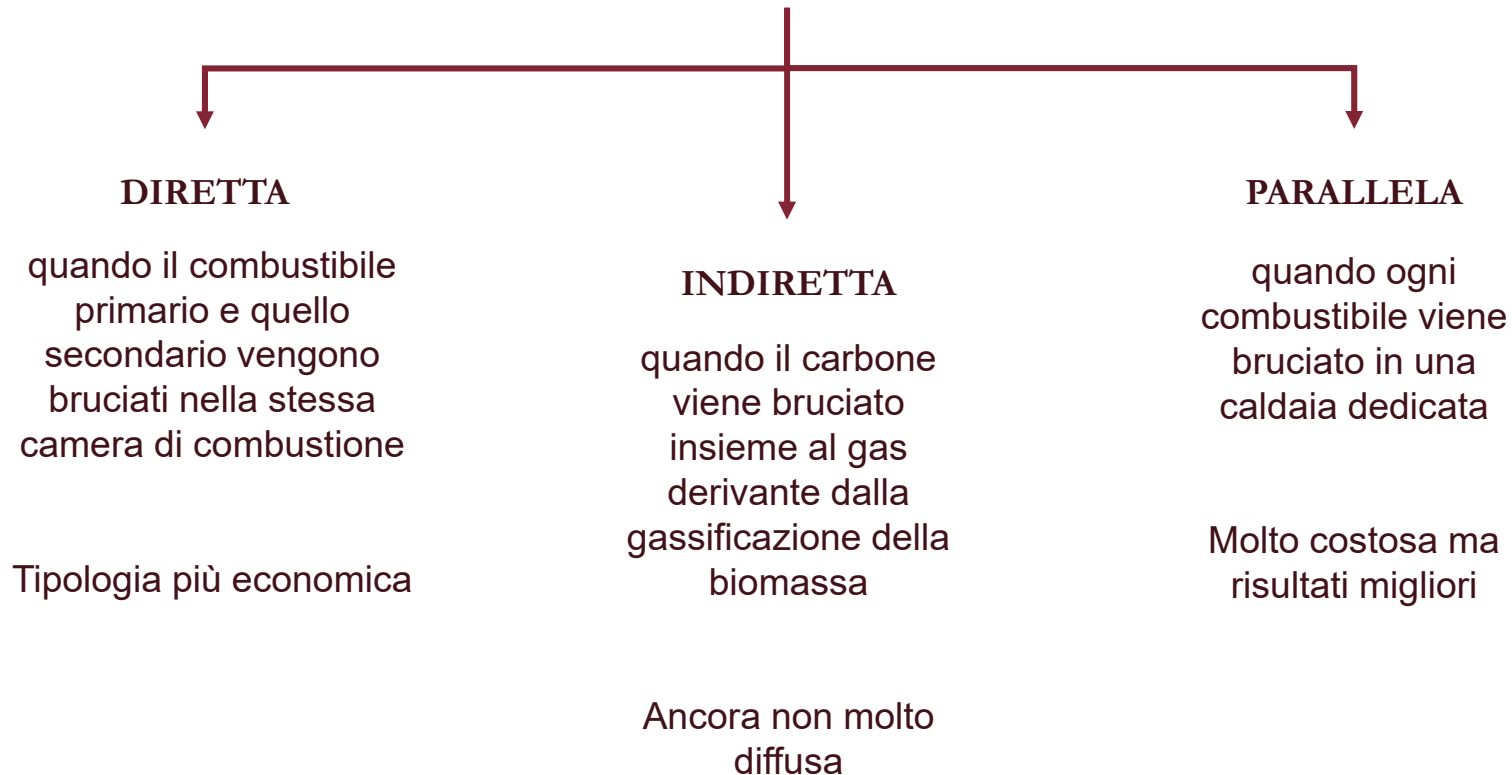 DIRETTA
quando il combustibile
primario e quello
secondario vengono
bruciati nella stessa
camera di combustione
Tipologia più economica
INDIRETTA
quando il carbone
viene bruciato
insieme al gas
derivante dalla
gassificazione della
biomassa
Ancora non molto
diffusa
PARALLELA
quando ogni
combustibile viene
bruciato in una
caldaia dedicata
Molto costosa ma
risultati migliori